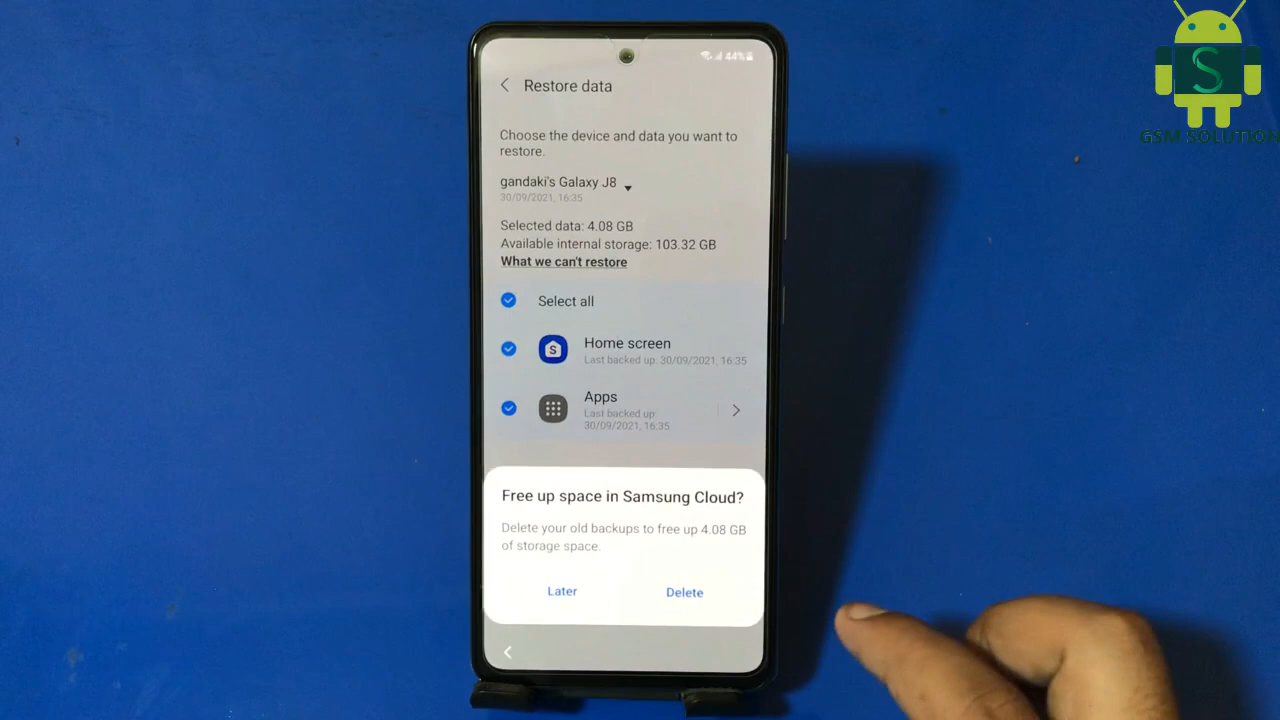 44%
Restore data
Choose the device and data you want to
restore.
gandaki's Galaxy J8
30/09/2021, 16:35
Selected data: 4.08 GB
Available internal storage: 103.32 GB
What we can't restore
Select all
S
Home screen
Last backed up: 30/09/2021, 16:35
Apps
Last backed up:
30/09/2021, 16:35
Free up space in Samsung Cloud?
Delete your old backups to free up 4.08 GB
of storage space.
Later
Delete
S
GSM SOLUTION